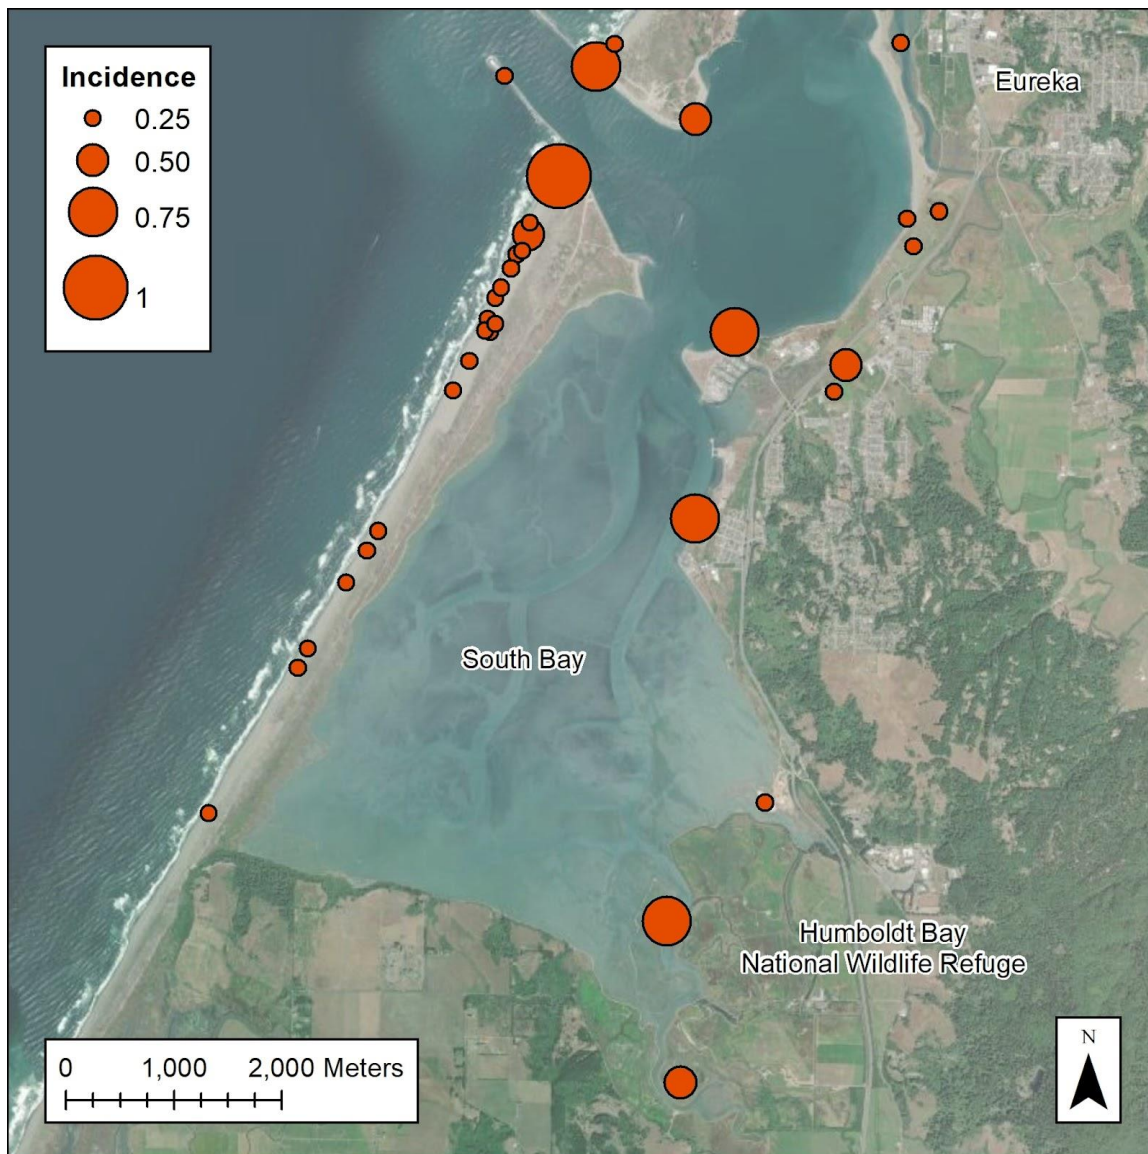 Incidence
0.25
0.50
0.75
1
Eureka
South Bay
Humboldt Bay
National Wildlife Refuge
0 1,000 2,000 Meters
N